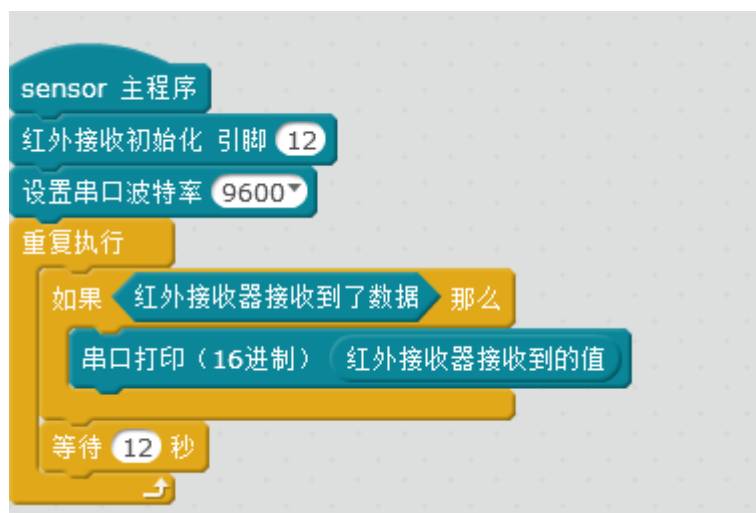 sensor 主程序
红外接收初始化 引脚 12
设置串口波特率 9600
重复执行
如果 红外接收器接收到了数据 那么
串口打印（16进制） 红外接收器接收到的值
等待 12 秒